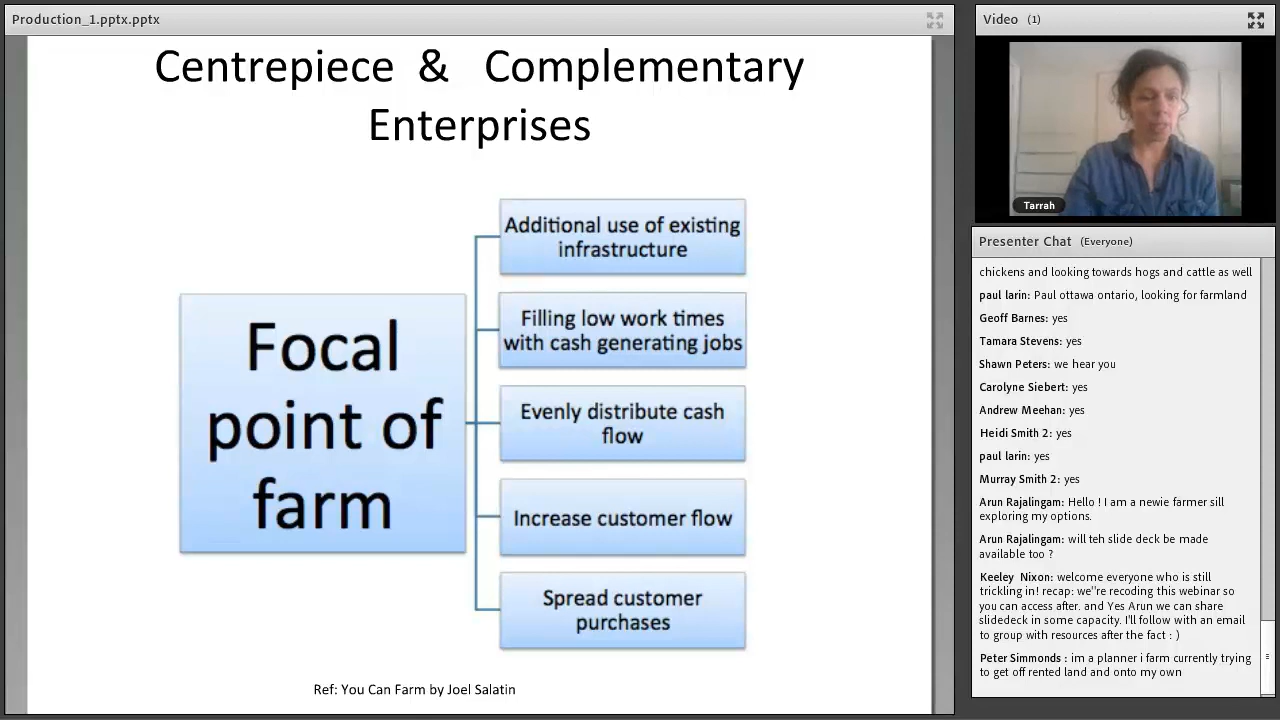 Production_1.pptx.pptx
Centrepiece & Complementary
Enterprises
Focal
point of
farm
Additional use of existing
infrastructure
Filling low work times
with cash generating jobs
Evenly distribute cash
flow
Increase customer flow
Spread customer
purchases
Ref: You Can Farm by Joel Salatin
Video (1)
Tarrah
Presenter Chat (Everyone)
chickens and looking towards hogs and cattle as well
paul larin: Paul ottawa ontario, looking for farmland
Geoff Barnes: yes
Tamara Stevens: yes
Shawn Peters: we hear you
Carolyne Siebert: yes
Andrew Meehan: yes
Heidi Smith 2: yes
paul larin: yes
Murray Smith 2: yes
Arun Rajalingam: Hello ! I am a newie farmer sill
exploring my options.
Arun Rajalingam: will teh slide deck be made
available too ?
Keeley Nixon: welcome everyone who is still
trickling in! recap: we"re recoding this webinar so
you can access after. and Yes Arun we can share
slidedeck in some capacity. I'll follow with an email
to group with resources after the fact : )
Peter Simmonds : im a planner i farm currently trying
to get off rented land and onto my own